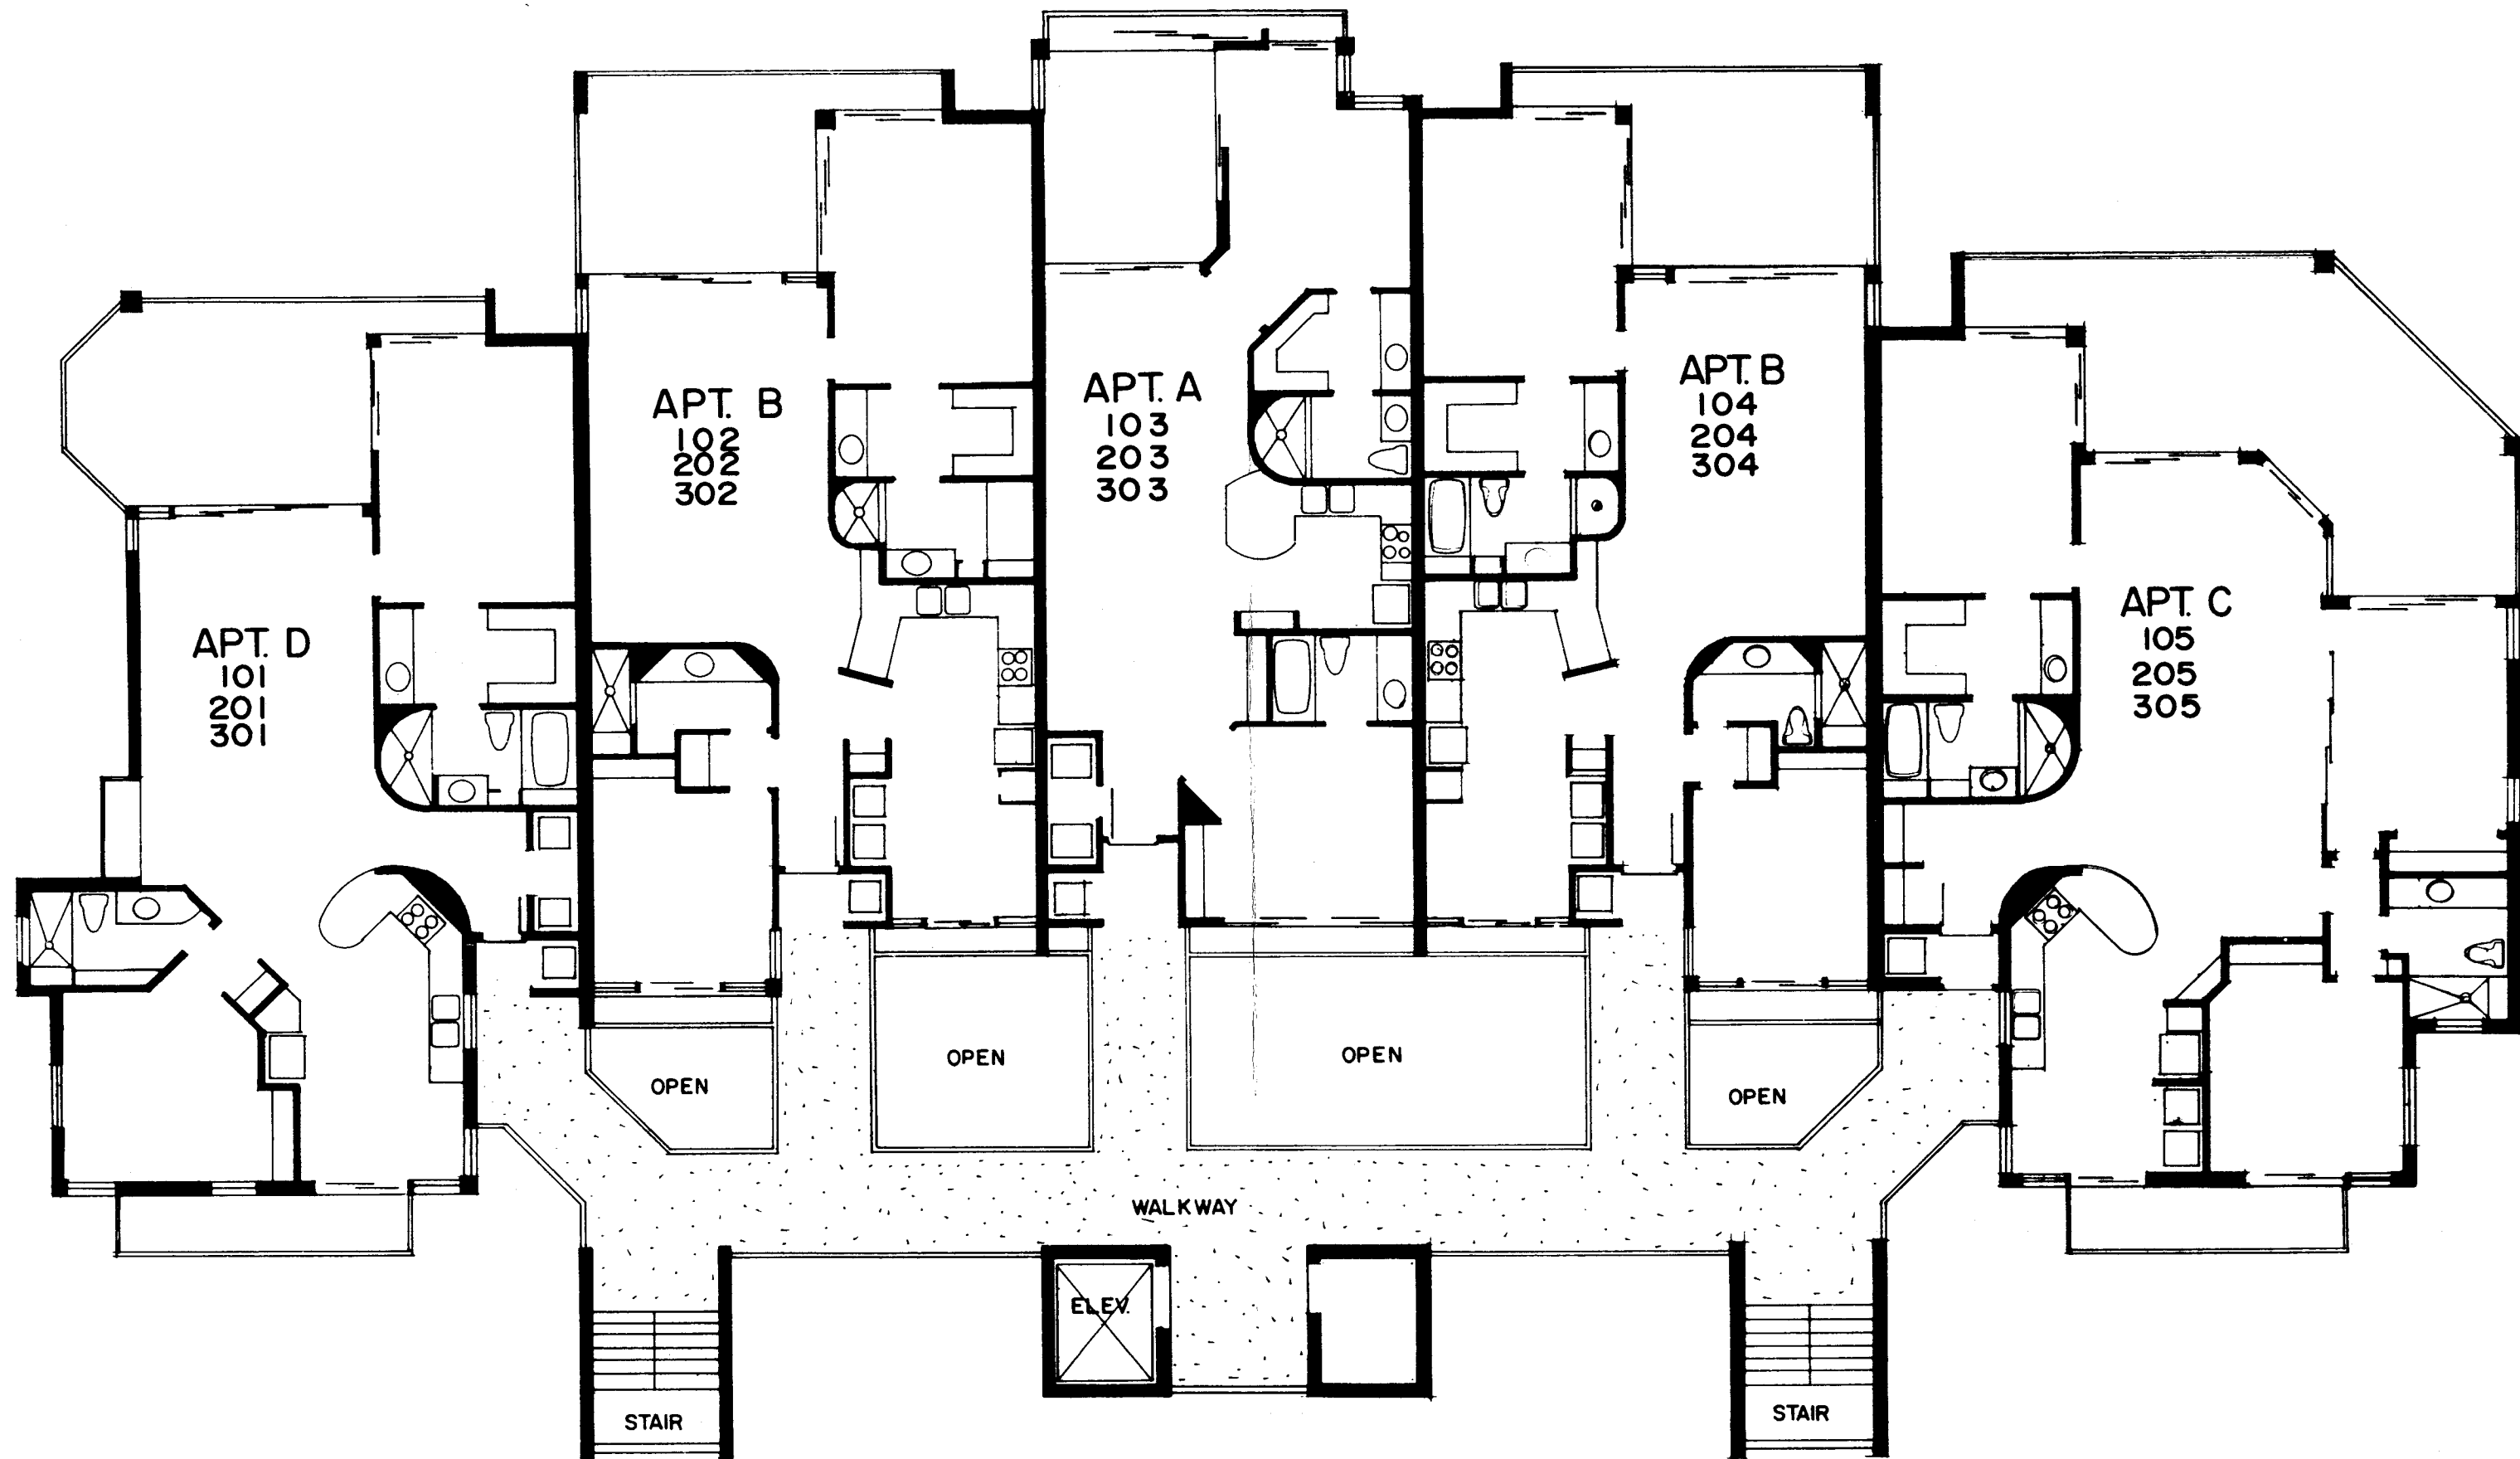 APT. D
101
201
301
APT. B
102
202
302
APT. A
103
203
303
APT. B
104
204
304
APT. C
105
205
305
OPEN
OPEN
OPEN
OPEN
WALKWAY
ELEV.
STAIR
STAIR